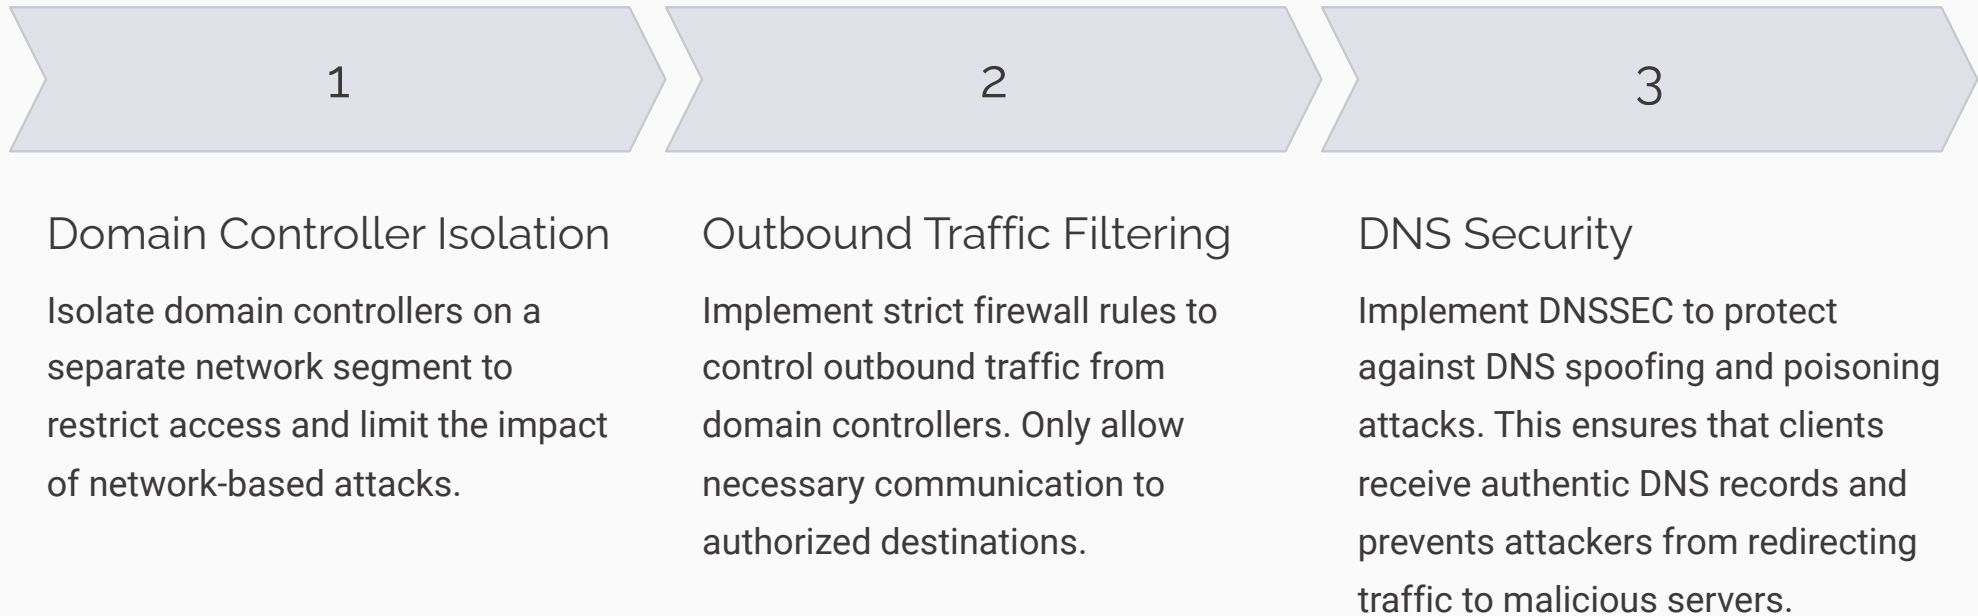 1
Domain Controller Isolation
Isolate domain controllers on a
separate network segment to
restrict access and limit the impact
of network-based attacks.
2
Outbound Traffic Filtering
Implement strict firewall rules to
control outbound traffic from
domain controllers. Only allow
necessary communication to
authorized destinations.
3
DNS Security
Implement DNSSEC to protect
against DNS spoofing and poisoning
attacks. This ensures that clients
receive authentic DNS records and
prevents attackers from redirecting
traffic to malicious servers.